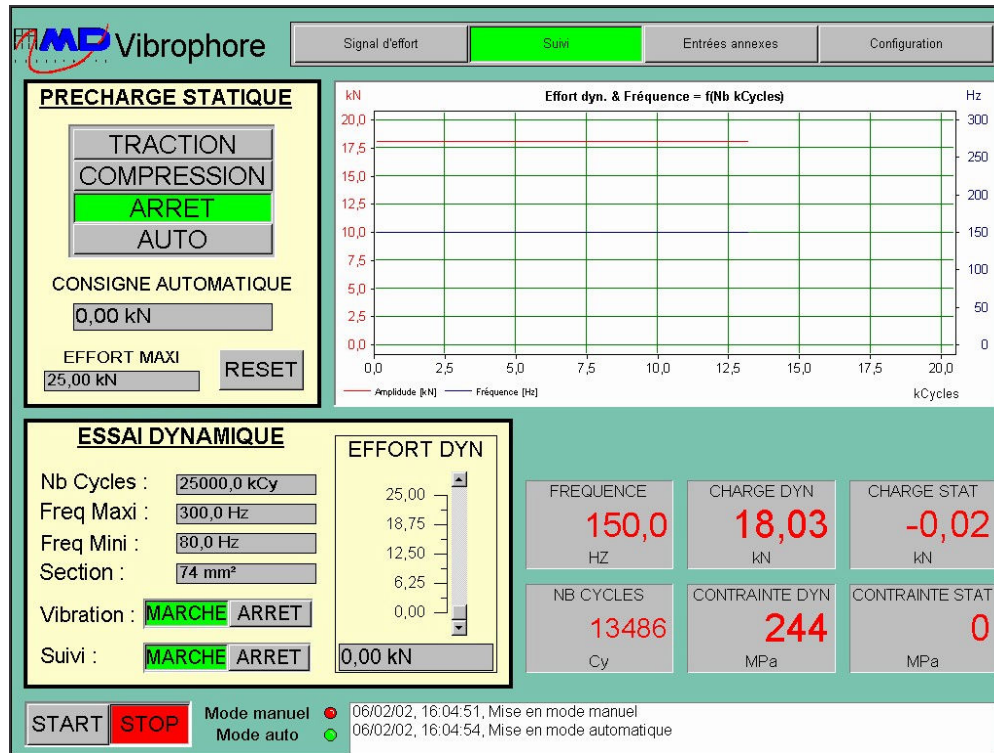 MD Vibrophore
Signal d'effort
Suivi
Entrées annexes
Configuration
PRECHARGE STATIQUE
TRACTION
COMPRESSION
ARRET
AUTO
CONSIGNE AUTOMATIQUE
0,00 kN
EFFORT MAXI
25,00 kN
RESET
kN
Effort dyn. & Fréquence = f(Nb kCycles)
Hz
20,0
17,5
15,0
12,5
10,0
7,5
5,0
2,5
0,0
300
250
200
150
100
50
0
0,0 2,5 5,0 7,5 10,0 12,5 15,0 17,5 20,0
Amplidude [kN] Fréquence [Hz]
kCycles
ESSAI DYNAMIQUE
Nb Cycles : 25000,0 kCy
Freq Maxi : 300,0 Hz
Freq Mini : 80,0 Hz
Section : 74 mm²
Vibration : MARCHE ARRET
Suivi : MARCHE ARRET
EFFORT DYN
25,00
18,75
12,50
6,25
0,00
0,00 kN
FREQUENCE
150,0
HZ
CHARGE DYN
18,03
kN
CHARGE STAT
-0,02
kN
NB CYCLES
13486
Cy
CONTRAINTE DYN
244
MPa
CONTRAINTE STAT
0
MPa
START STOP
Mode manuel
Mode auto
06/02/02, 16:04:51, Mise en mode manuel
06/02/02, 16:04:54, Mise en mode automatique